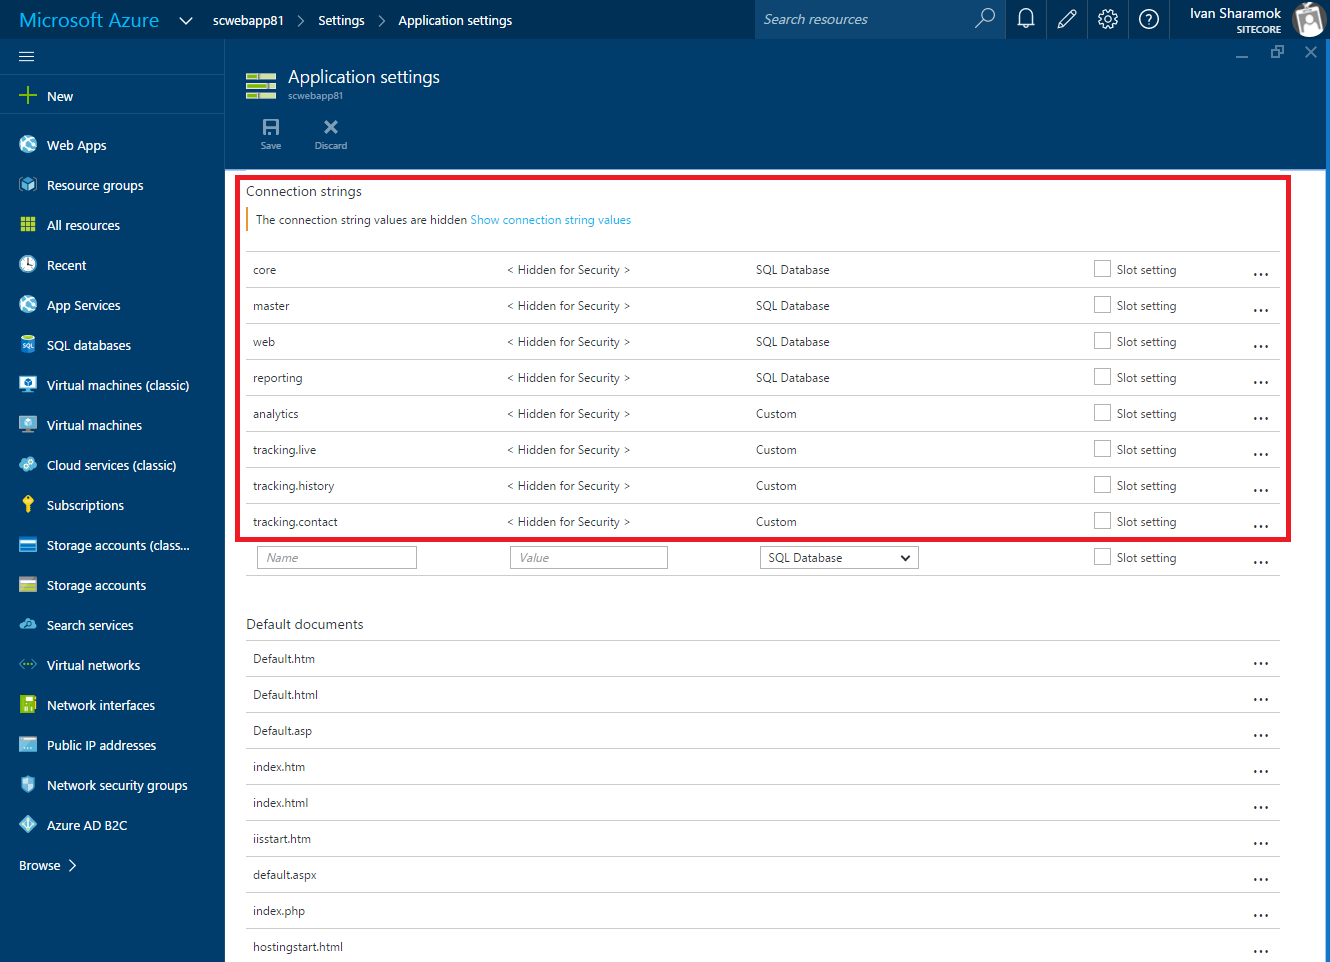 Microsoft Azure scwebapp81 Settings Application settings Search resources Ivan Sharamok
SITECORE
Application settings
scwebapp81
Save Discard
New
Web Apps
Resource groups
All resources
Recent
App Services
SQL databases
Virtual machines (classic)
Virtual machines
Cloud services (classic)
Subscriptions
Storage accounts (class...
Storage accounts
Search services
Virtual networks
Network interfaces
Public IP addresses
Network security groups
Azure AD B2C
Browse
Connection strings
The connection string values are hidden Show connection string values
core < Hidden for Security > SQL Database Slot setting ...
master < Hidden for Security > SQL Database Slot setting ...
web < Hidden for Security > SQL Database Slot setting ...
reporting < Hidden for Security > SQL Database Slot setting ...
analytics < Hidden for Security > Custom Slot setting ...
tracking.live < Hidden for Security > Custom Slot setting ...
tracking.history < Hidden for Security > Custom Slot setting ...
tracking.contact < Hidden for Security > Custom Slot setting ...
Name Value SQL Database Slot setting ...
Default documents
Default.htm ...
Default.html ...
Default.asp ...
index.htm ...
index.html ...
iisstart.htm ...
default.aspx ...
index.php ...
hostingstart.html ...